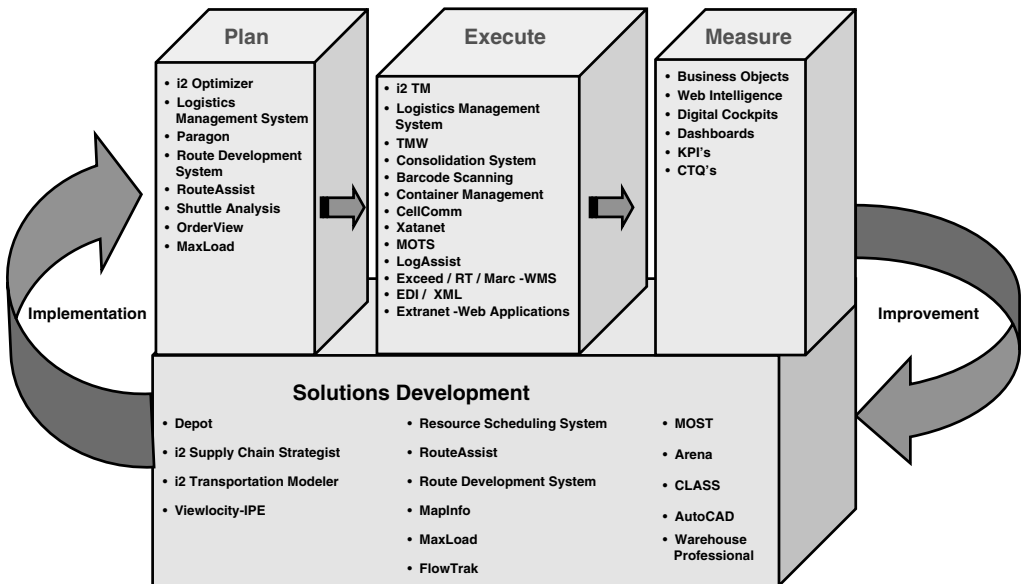 Plan
• i2 Optimizer
• Logistics
Management System
• Paragon
• Route Development
System
• RouteAssist
• Shuttle Analysis
• OrderView
• MaxLoad
Execute
• i2 TM
• Logistics Management
System
• TMW
• Consolidation System
• Barcode Scanning
• Container Management
• CellComm
• Xatanet
• MOTS
• LogAssist
• Exceed / RT / Marc -WMS
• EDI / XML
• Extranet -Web Applications
Measure
• Business Objects
• Web Intelligence
• Digital Cockpits
• Dashboards
• KPI's
• CTQ's
Implementation
Improvement
Solutions Development
• Depot
• i2 Supply Chain Strategist
• i2 Transportation Modeler
• Viewlocity-IPE
• Resource Scheduling System
• RouteAssist
• Route Development System
• MapInfo
• MaxLoad
• FlowTrak
• MOST
• Arena
• CLASS
• AutoCAD
• Warehouse
Professional